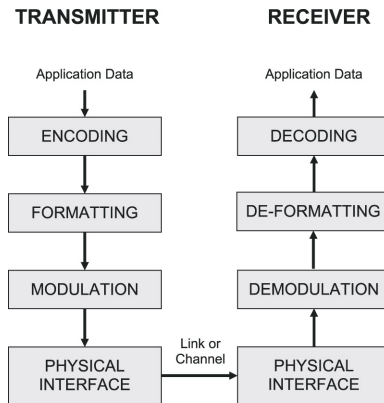 TRANSMITTER
Application Data
ENCODING
FORMATTING
MODULATION
PHYSICAL
INTERFACE
Link or
Channel
RECEIVER
Application Data
DECODING
DE-FORMATTING
DEMODULATION
PHYSICAL
INTERFACE